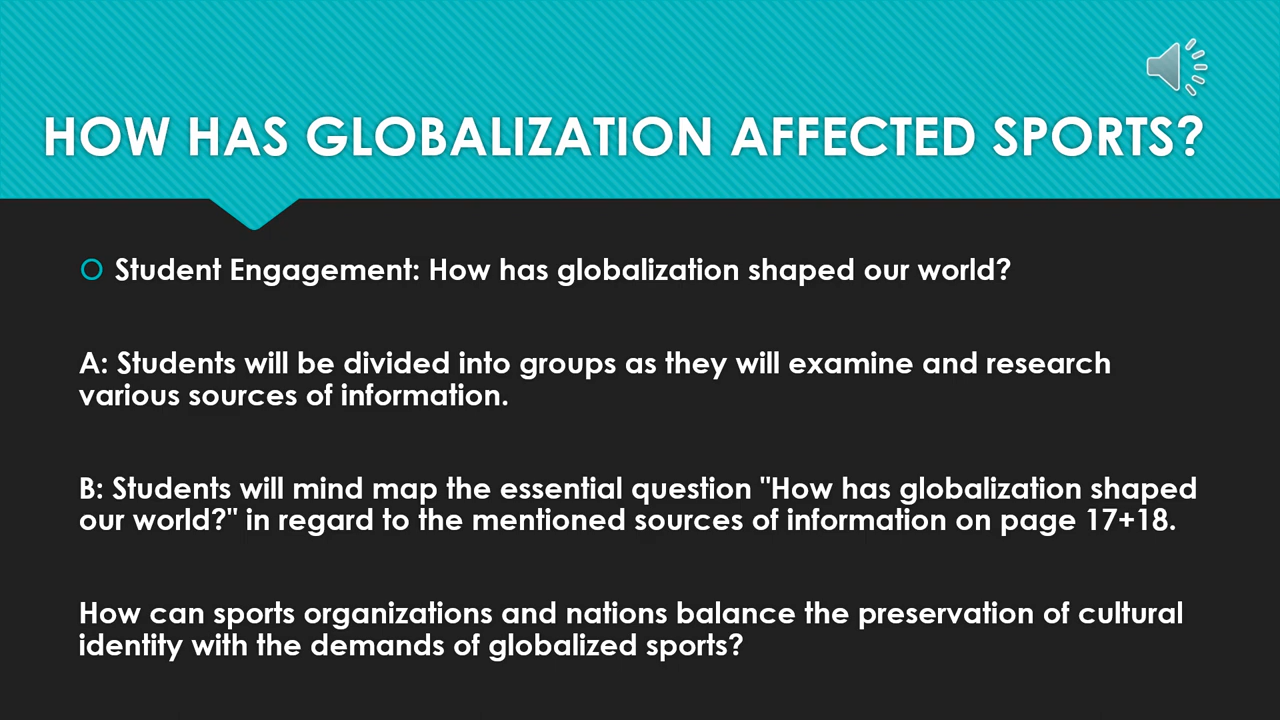 HOW HAS GLOBALIZATION AFFECTED SPORTS?
Student Engagement: How has globalization shaped our world?
A: Students will be divided into groups as they will examine and research
various sources of information.
B: Students will mind map the essential question "How has globalization shaped
our world?" in regard to the mentioned sources of information on page 17+18.
How can sports organizations and nations balance the preservation of cultural
identity with the demands of globalized sports?